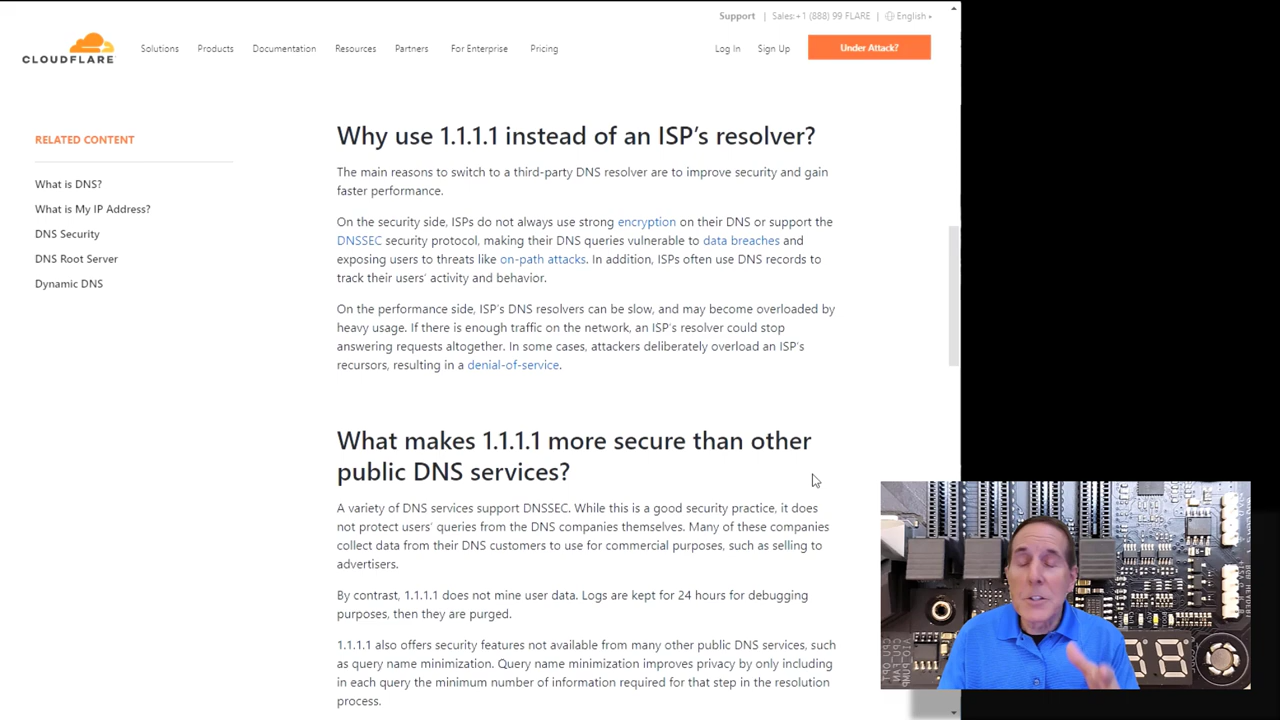 Support | Sales:+1 (888) 99 FLARE | English
CLOUDFLARE
Solutions Products Documentation Resources Partners For Enterprise Pricing Log In Sign Up Under Attack?
RELATED CONTENT
What is DNS?
What is My IP Address?
DNS Security
DNS Root Server
Dynamic DNS
Why use 1.1.1.1 instead of an ISP's resolver?
The main reasons to switch to a third-party DNS resolver are to improve security and gain
faster performance.
On the security side, ISPs do not always use strong encryption on their DNS or support the
DNSSEC security protocol, making their DNS queries vulnerable to data breaches and
exposing users to threats like on-path attacks. In addition, ISPs often use DNS records to
track their users' activity and behavior.
On the performance side, ISP's DNS resolvers can be slow, and may become overloaded by
heavy usage. If there is enough traffic on the network, an ISP's resolver could stop
answering requests altogether. In some cases, attackers deliberately overload an ISP's
recursors, resulting in a denial-of-service.
What makes 1.1.1.1 more secure than other
public DNS services?
A variety of DNS services support DNSSEC. While this is a good security practice, it does
not protect users' queries from the DNS companies themselves. Many of these companies
collect data from their DNS customers to use for commercial purposes, such as selling to
advertisers.
By contrast, 1.1.1.1 does not mine user data. Logs are kept for 24 hours for debugging
purposes, then they are purged.
1.1.1.1 also offers security features not available from many other public DNS services, such
as query name minimization. Query name minimization improves privacy by only including
in each query the minimum number of information required for that step in the resolution
process.
88